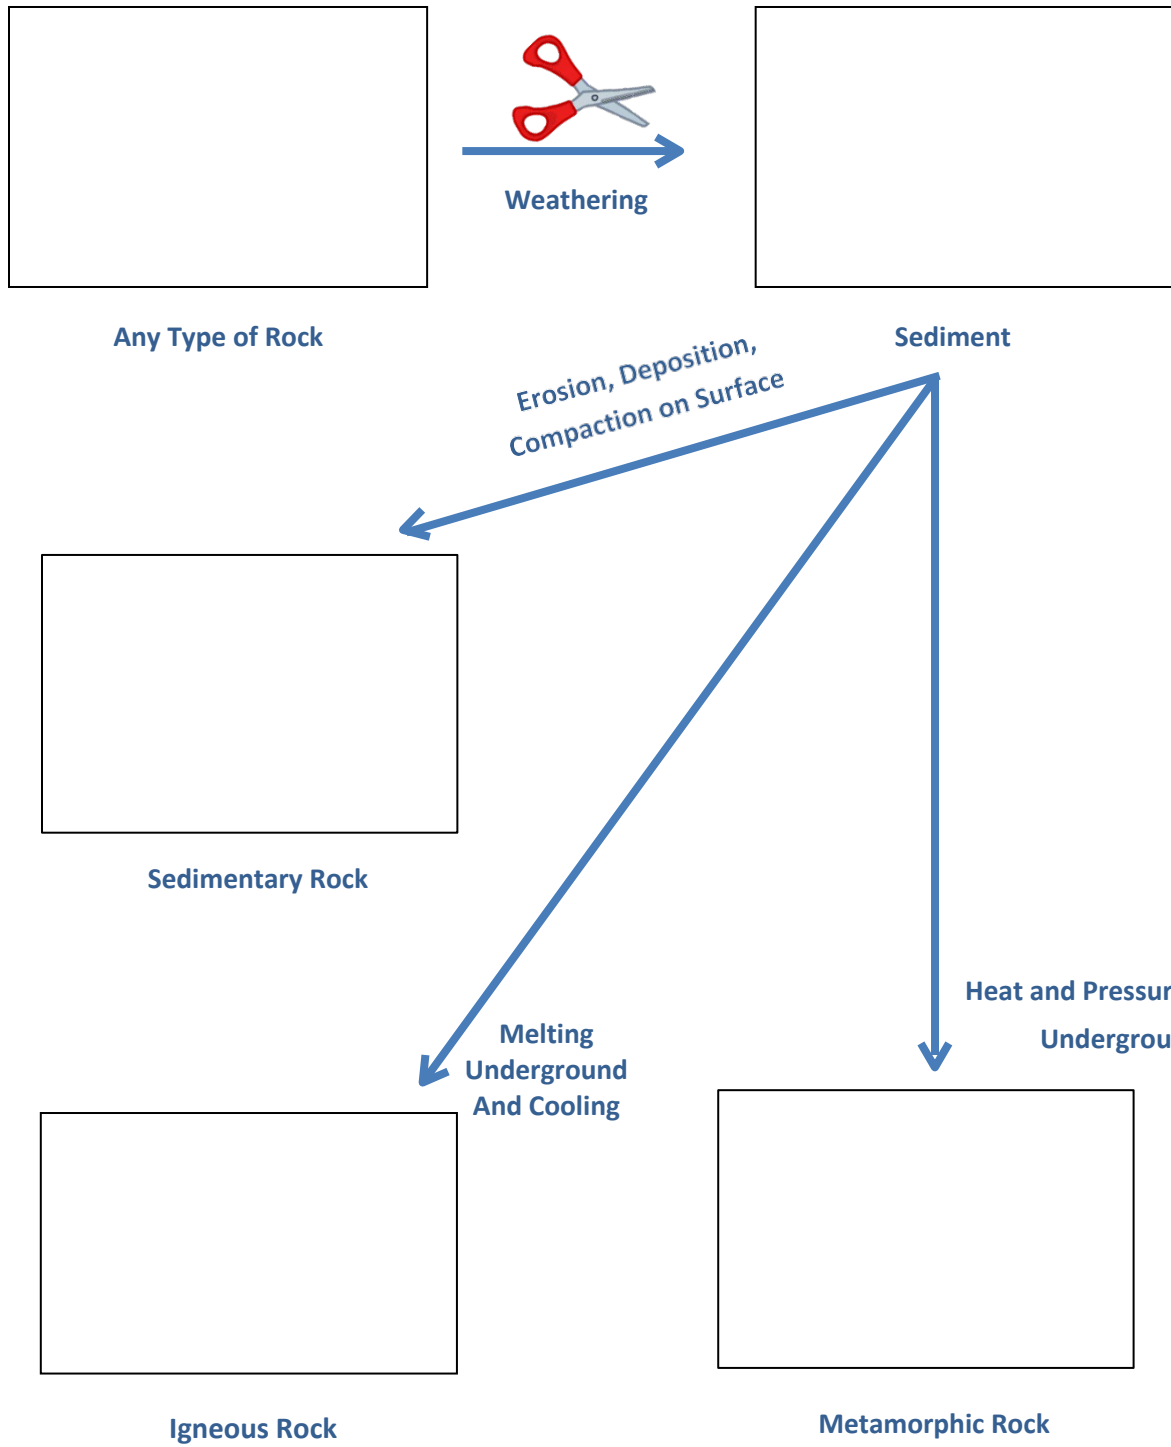 Weathering
Any Type of Rock
Sediment
Erosion, Deposition,
Compaction on Surface
Sedimentary Rock
Heat and Pressur
Undergrou
Melting
Underground
And Cooling
Igneous Rock
Metamorphic Rock